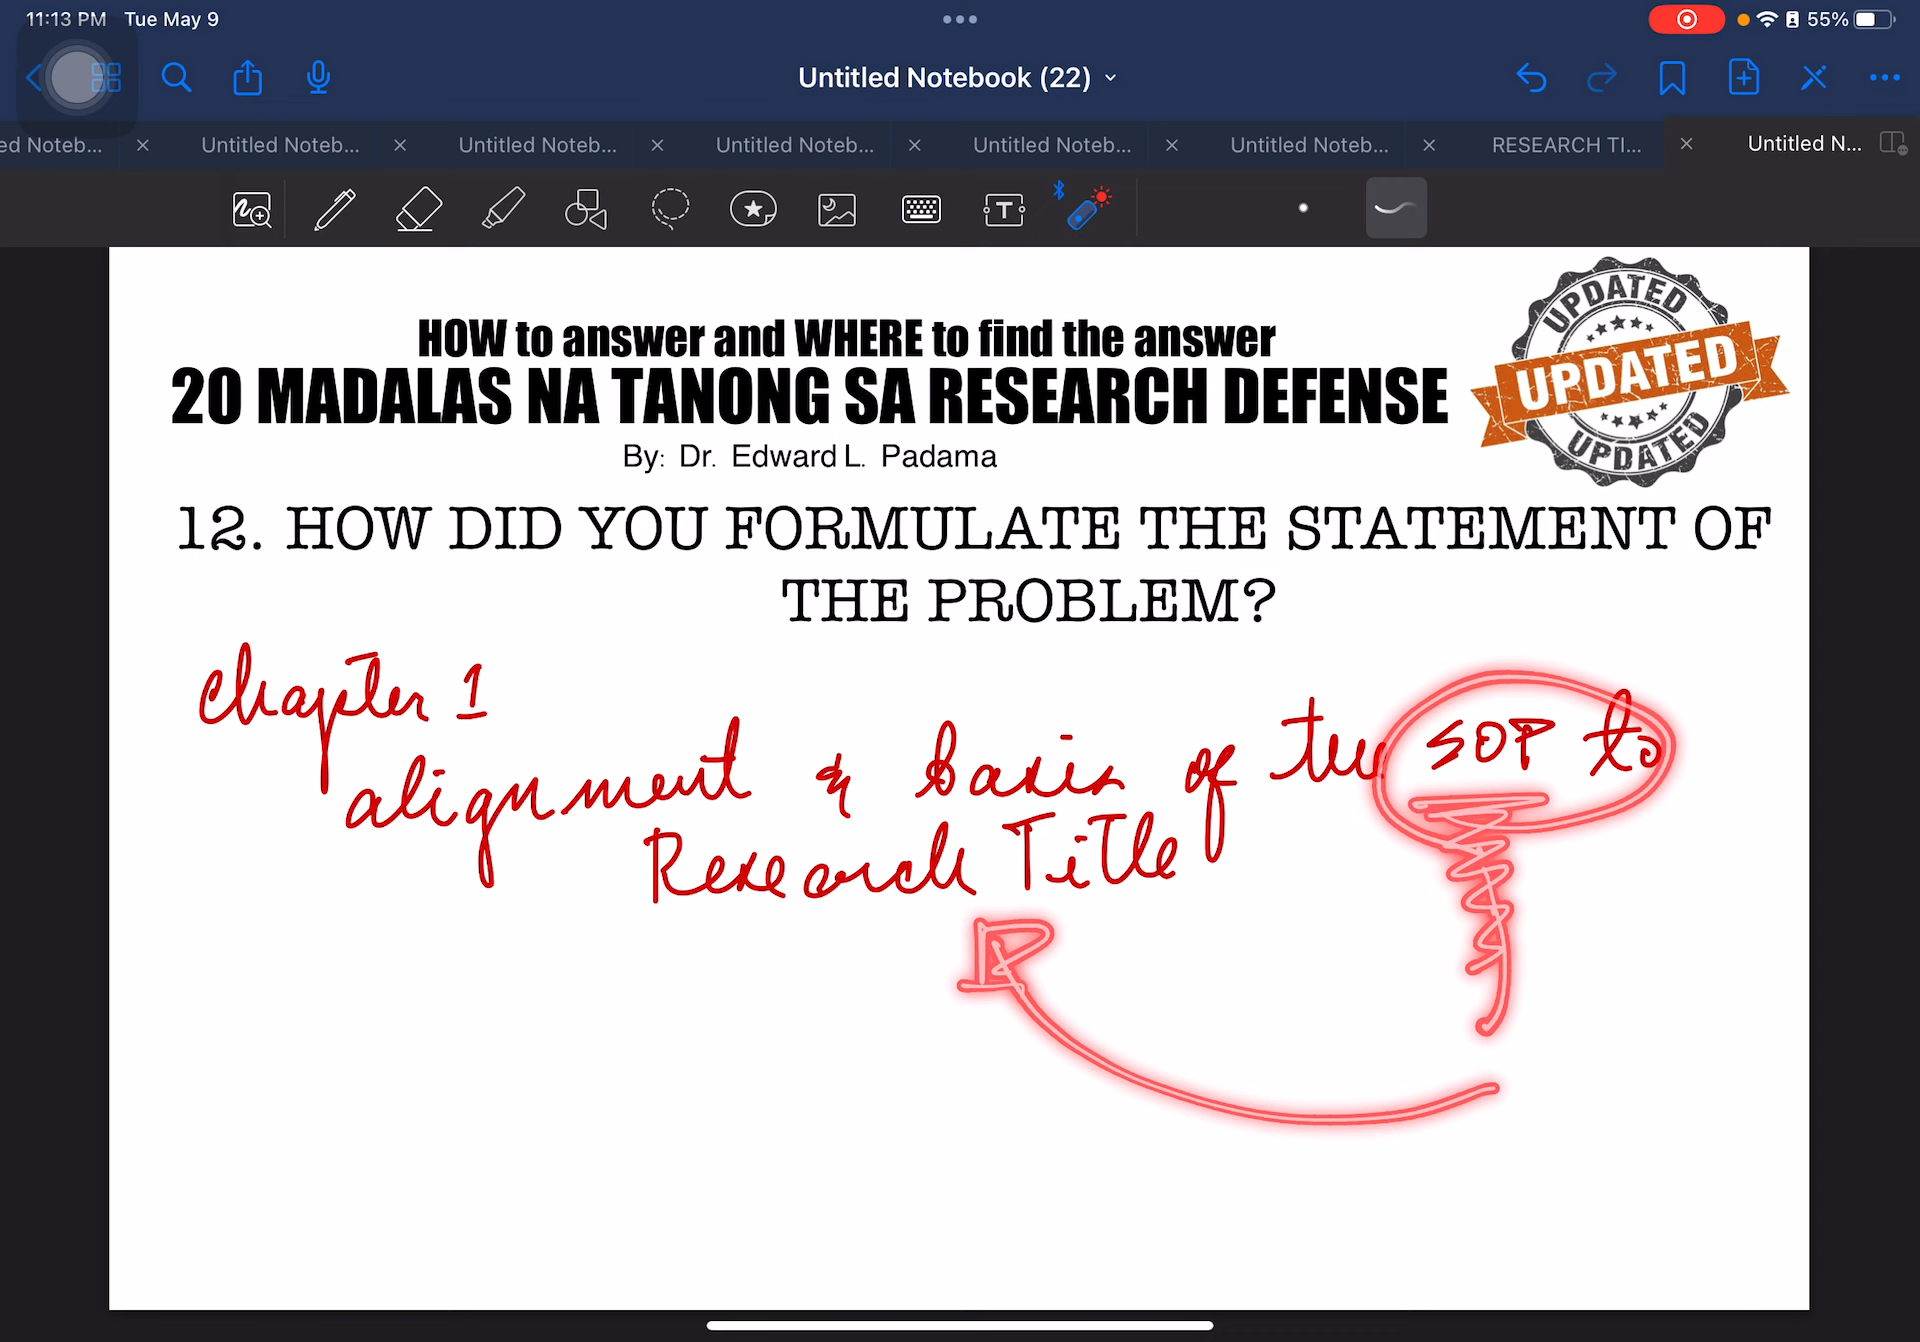 11:13 PM Tue May 9
55%
Untitled Notebook (22)
ed Noteb...
Untitled Noteb...
Untitled Noteb...
Untitled Noteb...
Untitled Noteb...
Untitled Noteb...
RESEARCH TI...
Untitled N...
HOW to answer and WHERE to find the answer
20 MADALAS NA TANONG SA RESEARCH DEFENSE
By: Dr. Edward L. Padama
UPDATED
UPDATED
UPDATED
12. HOW DID YOU FORMULATE THE STATEMENT OF
THE PROBLEM?
Chapter 1
alignment & basis of the SOP to
Research Title